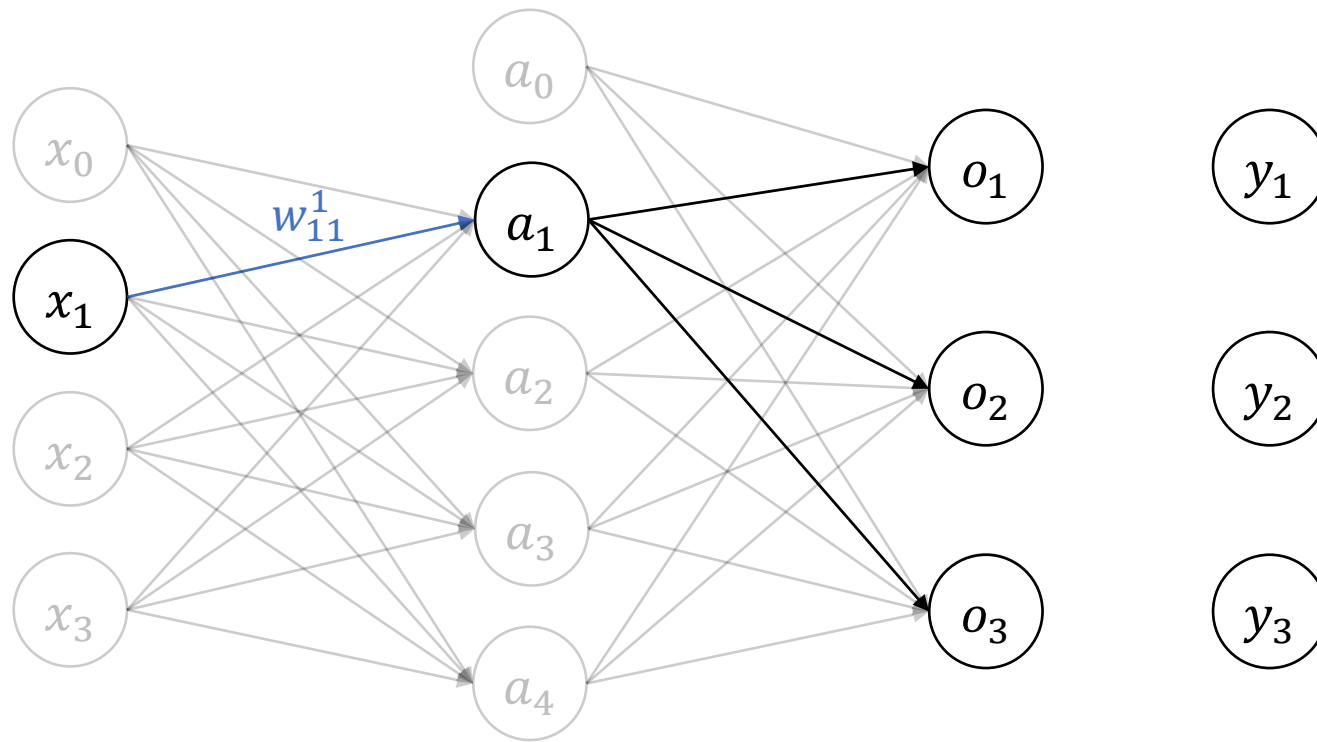 x₀
x₁
x₂
x₃
w¹₁₁
a₀
a₁
a₂
a₃
a₄
o₁
o₂
o₃
y₁
y₂
y₃